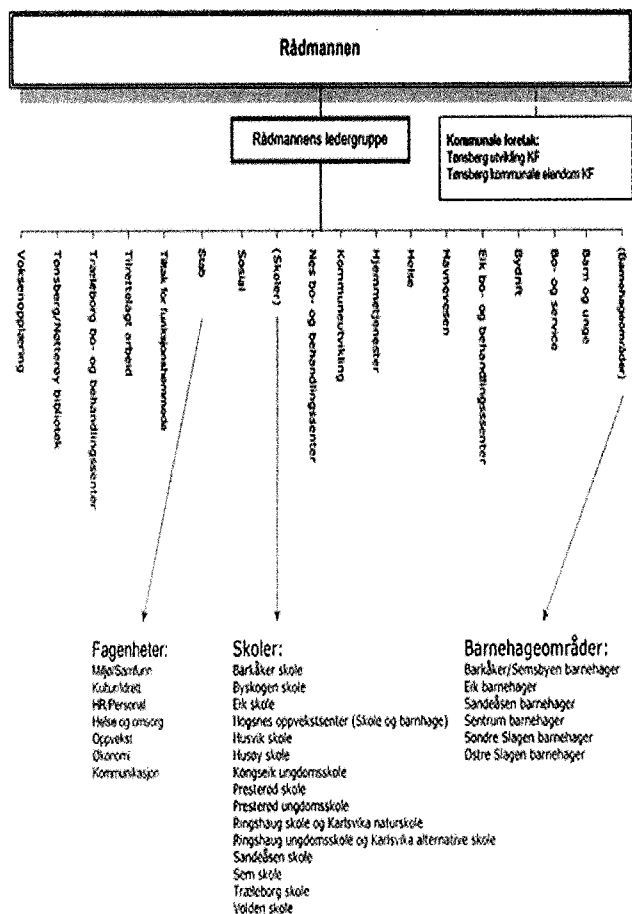 Rådmannen
Rådmannens ledergruppe
Kommunale foretak:
Tønsberg utvikling KF
Tønsberg kommunale eiendom KF
Voksenopplæring
Tønsberg/Nøtterøy bibliotek
Træleborg bo- og behandlingssenter
Tilrettelagt arbeid
Tiltak for funksjonshemmede
Stab
Sosial
(Skoler)
Nes bo- og behandlingssenter
Kommuneutvikling
Hjemmetjenester
Helse
Havnevesen
Eik bo- og behandlingsssenter
Bydrift
Bo- og service
Barn og unge
(Barnehageområder)
Fagenheter:
Miljø/Samfunn
Kultur/Idrett
HR/Personal
Helse og omsorg
Oppvekst
Økonomi
Kommunikasjon
Skoler:
Barkåker skole
Byskogen skole
Eik skole
Hogsnes oppvekstsenter (Skole og barnhage)
Husvik skole
Husøy skole
Kongseik ungdomsskole
Presterød skole
Presterød ungdomsskole
Ringshaug skole og Karlsvika naturskole
Ringshaug ungdomsskole og Karlsvika alternative skole
Sandeåsen skole
Sem skole
Træleborg skole
Volden skole
Barnehageområder:
Barkåker/Semsbyen barnehager
Eik barnehager
Sandeåsen barnehager
Sentrum barnehager
Søndre Slagen barnehager
Østre Slagen barnehager